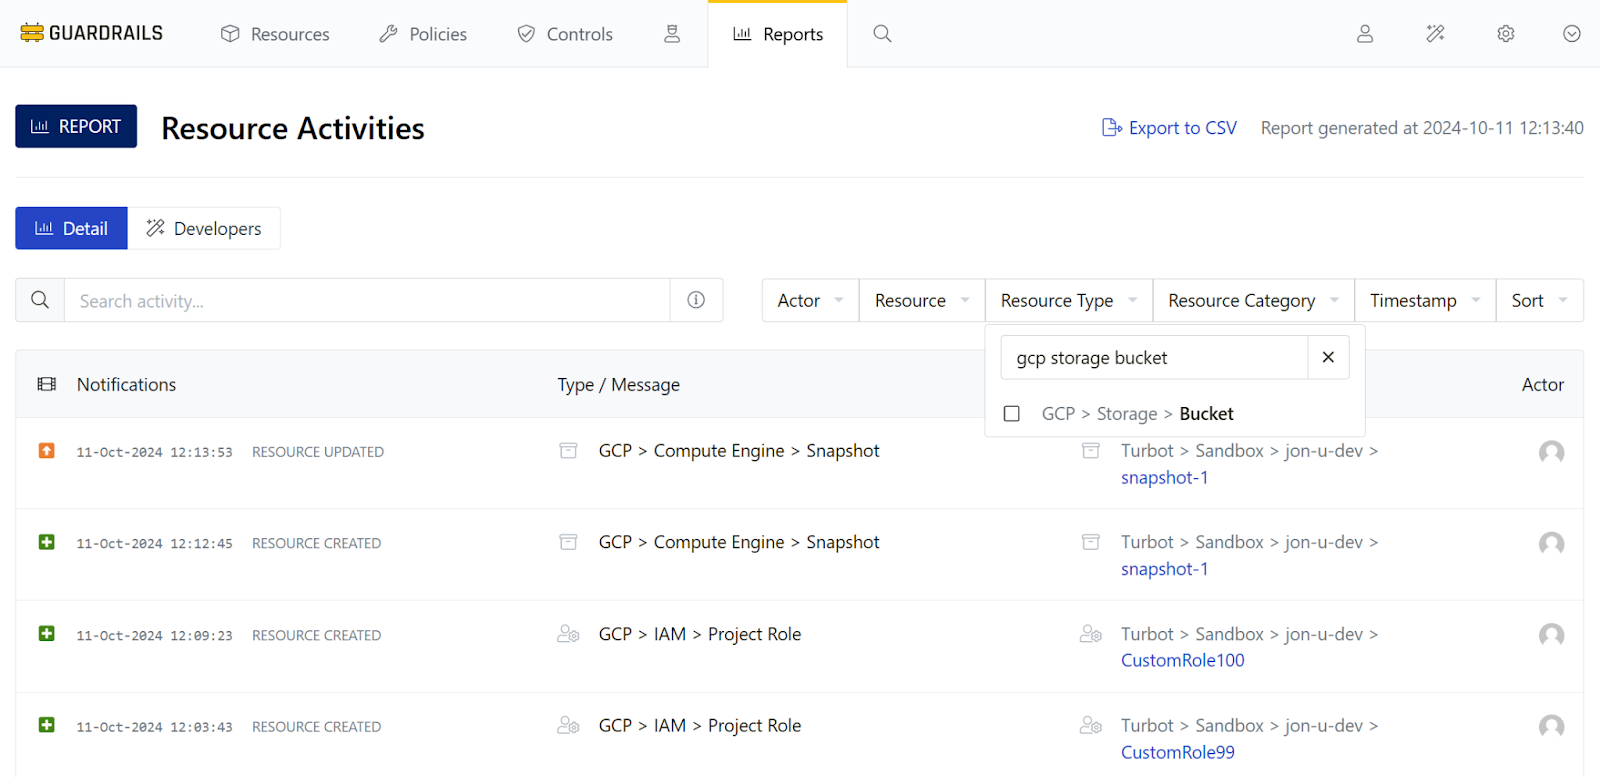 GUARDRAILS Resources Policies Controls Reports
REPORT Resource Activities Export to CSV Report generated at 2024-10-11 12:13:40
Detail Developers
Search activity... Actor Resource Resource Type Resource Category Timestamp Sort
gcp storage bucket
GCP > Storage > Bucket
Notifications Type / Message Actor
11-Oct-2024 12:13:53 RESOURCE UPDATED GCP > Compute Engine > Snapshot Turbot > Sandbox > jon-u-dev >
snapshot-1
11-Oct-2024 12:12:45 RESOURCE CREATED GCP > Compute Engine > Snapshot Turbot > Sandbox > jon-u-dev >
snapshot-1
11-Oct-2024 12:09:23 RESOURCE CREATED GCP > IAM > Project Role Turbot > Sandbox > jon-u-dev >
CustomRole100
11-Oct-2024 12:03:43 RESOURCE CREATED GCP > IAM > Project Role Turbot > Sandbox > jon-u-dev >
CustomRole99